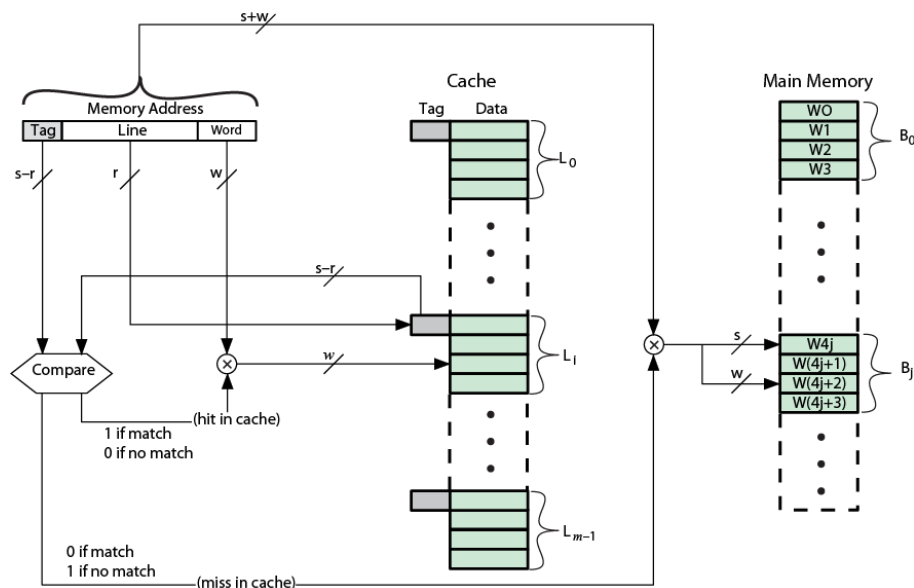 s+w
Cache
Main Memory
Memory Address
Tag Data
Tag Line Word
WO
W1
W2
W3
B0
L0
s–r
r
w
s–r
Compare
w
Li
s
w
W4j
W(4j+1)
W(4j+2)
W(4j+3)
Bj
(hit in cache)
1 if match
0 if no match
Lm–1
0 if match
1 if no match
(miss in cache)